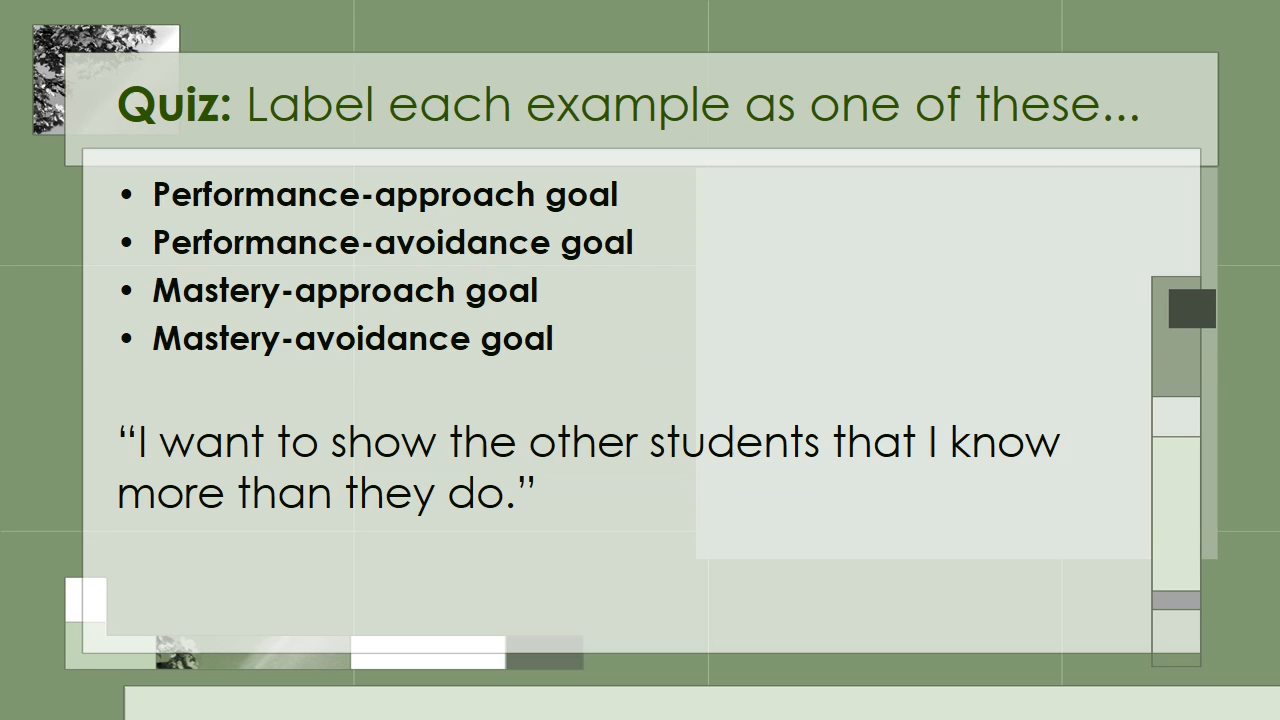 Quiz: Label each example as one of these...
• Performance-approach goal
• Performance-avoidance goal
• Mastery-approach goal
• Mastery-avoidance goal
“I want to show the other students that I know
more than they do.”